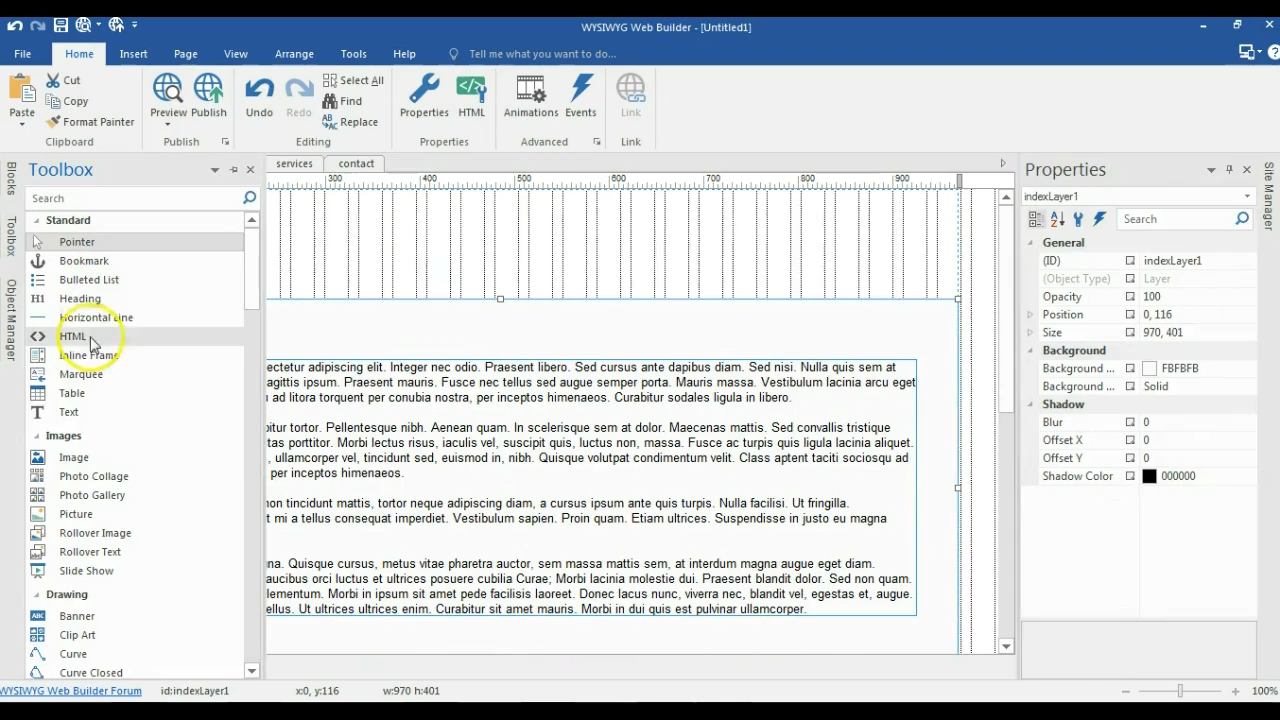 WYSIWYG Web Builder - [Untitled1]
File Home Insert Page View Arrange Tools Help Tell me what you want to do...
Paste
Cut
Copy
Format Painter
Clipboard
Preview Publish
Publish
Undo Redo
Select All
Find
Replace
Editing
Properties HTML
Properties
Animations Events
Advanced
Link
Link
Blocks
Toolbox
Object Manager
Toolbox
Search
Standard
Pointer
Bookmark
Bulleted List
H1 Heading
Horizontal Line
HTML
Inline Frame
Marquee
Table
Text
Images
Image
Photo Collage
Photo Gallery
Picture
Rollover Image
Rollover Text
Slide Show
Drawing
ABC Banner
Clip Art
Curve
Curve Closed
services contact
300 400 500 600 700 800 900
ectetur adipiscing elit. Integer nec odio. Praesent libero. Sed cursus ante dapibus diam. Sed nisi. Nulla quis sem at
agittis ipsum. Praesent mauris. Fusce nec tellus sed augue semper porta. Mauris massa. Vestibulum lacinia arcu eget
ad litora torquent per conubia nostra, per inceptos himenaeos. Curabitur sodales ligula in libero.
bitur tortor. Pellentesque nibh. Aenean quam. In scelerisque sem at dolor. Maecenas mattis. Sed convallis tristique
tas porttitor. Morbi lectus risus, iaculis vel, suscipit quis, luctus non, massa. Fusce ac turpis quis ligula lacinia aliquet.
, ullamcorper vel, tincidunt sed, euismod in, nibh. Quisque volutpat condimentum velit. Class aptent taciti sociosqu ad
per inceptos himenaeos.
non tincidunt mattis, tortor neque adipiscing diam, a cursus ipsum ante quis turpis. Nulla facilisi. Ut fringilla.
t mi a tellus consequat imperdiet. Vestibulum sapien. Proin quam. Etiam ultrices. Suspendisse in justo eu magna
na. Quisque cursus, metus vitae pharetra auctor, sem massa mattis sem, at interdum magna augue eget diam.
aucibus orci luctus et ultrices posuere cubilia Curae; Morbi lacinia molestie dui. Praesent blandit dolor. Sed non quam.
lementum. Morbi in ipsum sit amet pede facilisis laoreet. Donec lacus nunc, viverra nec, blandit vel, egestas et, augue.
ellus. Ut ultrices ultrices enim. Curabitur sit amet mauris. Morbi in dui quis est pulvinar ullamcorper.
Properties
indexLayer1
Search
General
(ID) indexLayer1
(Object Type) Layer
Opacity 100
Position 0, 116
Size 970, 401
Background
Background ... FBFBFB
Background ... Solid
Shadow
Blur 0
Offset X 0
Offset Y 0
Shadow Color 000000
Site Manager
WYSIWYG Web Builder Forum id:indexLayer1 x:0, y:116 w:970 h:401 100%